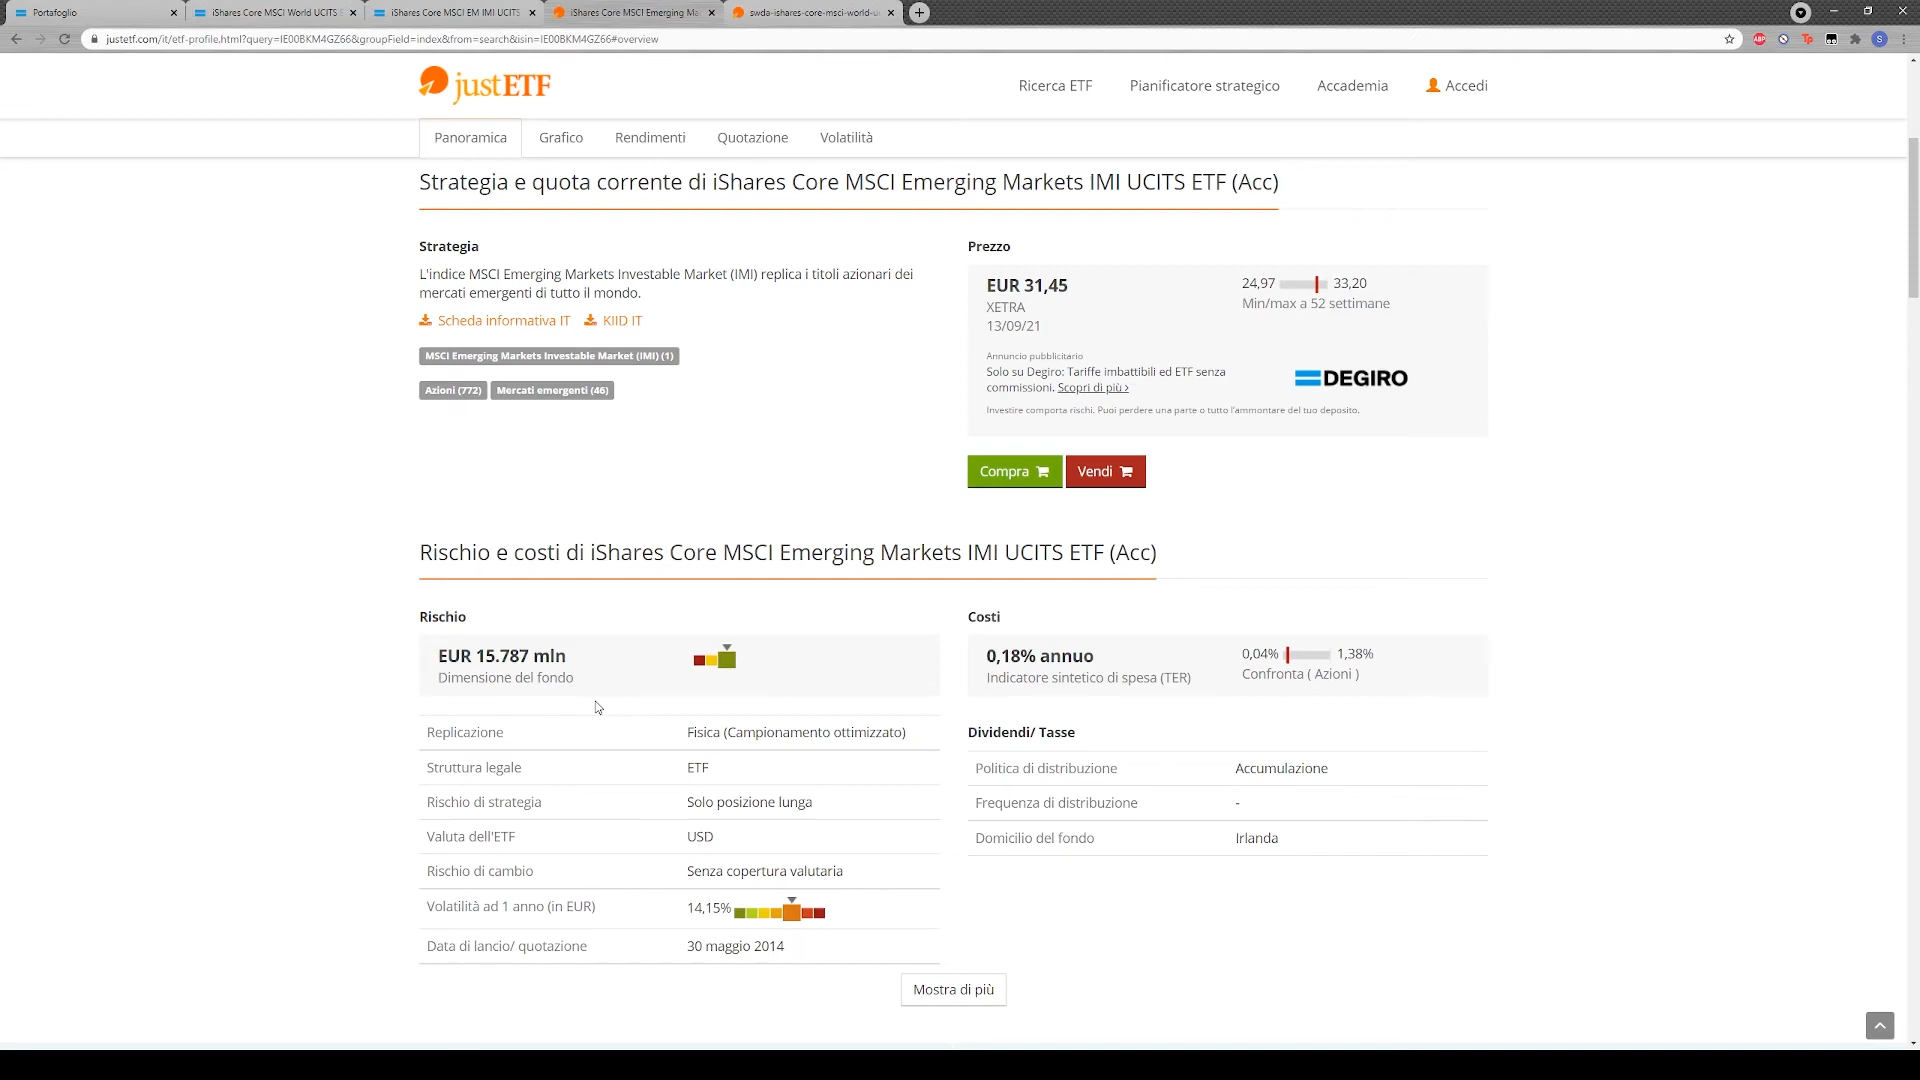 Portafoglio
iShares Core MSCI World UCITS E
iShares Core MSCI EM IMI UCITS
iShares Core MSCI Emerging Ma
swda-ishares-core-msci-world-u
justetf.com/it/etf-profile.html?query=IE00BKM4GZ66&groupField=index&from=search&isin=IE00BKM4GZ66#overview
ABP
Tp
S
justETF
Ricerca ETF
Pianificatore strategico
Accademia
Accedi
Panoramica
Grafico
Rendimenti
Quotazione
Volatilità
Strategia e quota corrente di iShares Core MSCI Emerging Markets IMI UCITS ETF (Acc)
Strategia
L'indice MSCI Emerging Markets Investable Market (IMI) replica i titoli azionari dei
mercati emergenti di tutto il mondo.
Scheda informativa IT
KIID IT
MSCI Emerging Markets Investable Market (IMI) (1)
Azioni (772)
Mercati emergenti (46)
Prezzo
EUR 31,45
XETRA
13/09/21
24,97
33,20
Min/max a 52 settimane
Annuncio pubblicitario
Solo su Degiro: Tariffe imbattibili ed ETF senza
commissioni. Scopri di più ›
DEGIRO
Investire comporta rischi. Puoi perdere una parte o tutto l'ammontare del tuo deposito.
Compra
Vendi
Rischio e costi di iShares Core MSCI Emerging Markets IMI UCITS ETF (Acc)
Rischio
EUR 15.787 mln
Dimensione del fondo
Replicazione
Fisica (Campionamento ottimizzato)
Struttura legale
ETF
Rischio di strategia
Solo posizione lunga
Valuta dell'ETF
USD
Rischio di cambio
Senza copertura valutaria
Volatilità ad 1 anno (in EUR)
14,15%
Data di lancio/ quotazione
30 maggio 2014
Costi
0,18% annuo
Indicatore sintetico di spesa (TER)
0,04%
1,38%
Confronta ( Azioni )
Dividendi/ Tasse
Politica di distribuzione
Accumulazione
Frequenza di distribuzione
-
Domicilio del fondo
Irlanda
Mostra di più